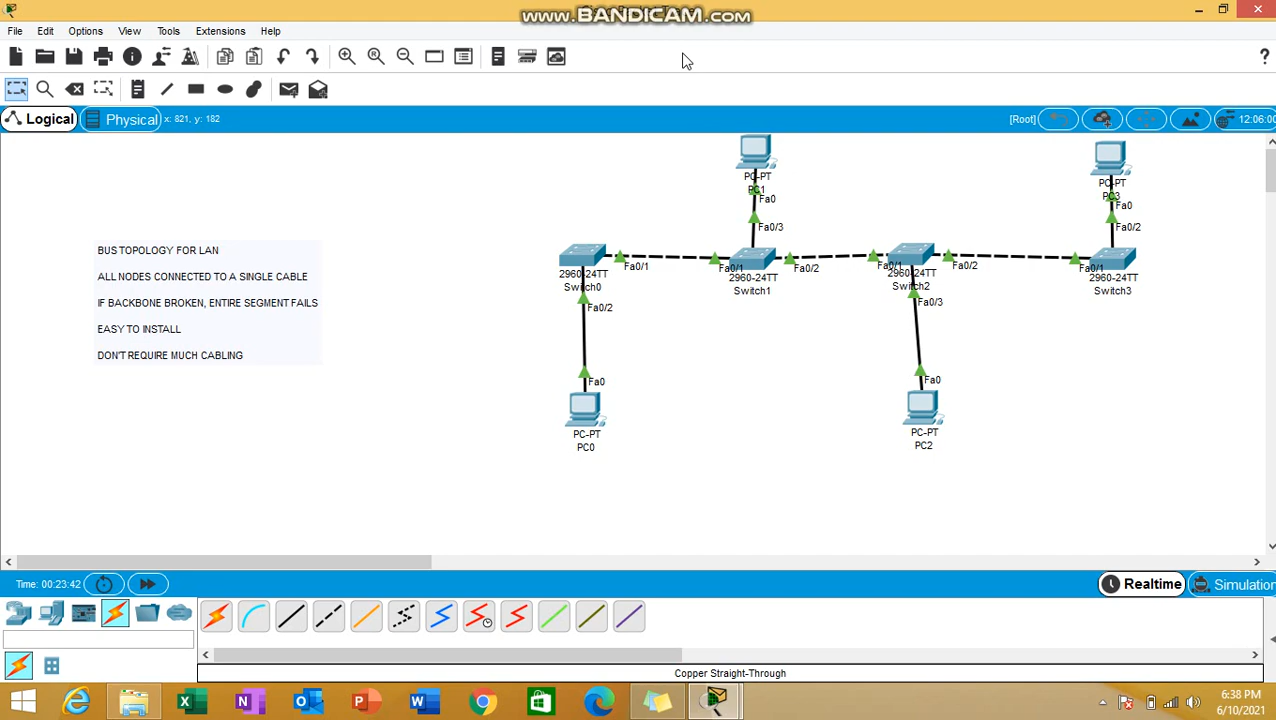 www.BANDICAM.com
File Edit Options View Tools Extensions Help
?
Logical Physical x: 821, y: 182 [Root] 12:06:00
PC-PT
PC1
Fa0
Fa0/3
PC-PT
PC3
Fa0
Fa0/2
BUS TOPOLOGY FOR LAN
ALL NODES CONNECTED TO A SINGLE CABLE
IF BACKBONE BROKEN, ENTIRE SEGMENT FAILS
EASY TO INSTALL
DON'T REQUIRE MUCH CABLING
Fa0/1 Fa0/1 Fa0/2 Fa0/1 Fa0/2 Fa0/1
2960-24TT
Switch0
2960-24TT
Switch1
2960-24TT
Switch2
2960-24TT
Switch3
Fa0/2
Fa0/3
Fa0
Fa0
PC-PT
PC0
PC-PT
PC2
Time: 00:23:42 Realtime Simulation
Copper Straight-Through
6:38 PM
6/10/2021